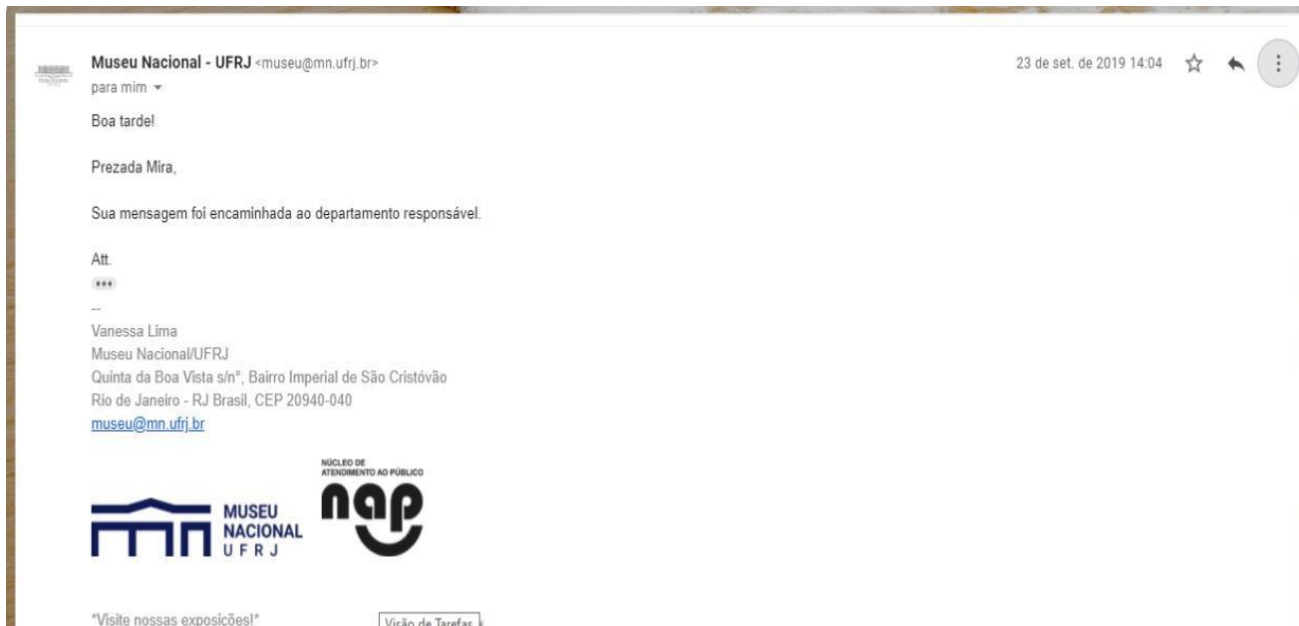 Museu Nacional - UFRJ <museu@mn.ufrj.br>
23 de set. de 2019 14:04
para mim
Boa tarde!
Prezada Mira,
Sua mensagem foi encaminhada ao departamento responsável.
Att.
--
Vanessa Lima
Museu Nacional/UFRJ
Quinta da Boa Vista s/n°, Bairro Imperial de São Cristóvão
Rio de Janeiro - RJ Brasil, CEP 20940-040
museu@mn.ufrj.br
NÚCLEO DE
ATENDIMENTO AO PÚBLICO
nap
MUSEU
NACIONAL
UFRJ
*Visite nossas exposições!*
Visão de Tarefas